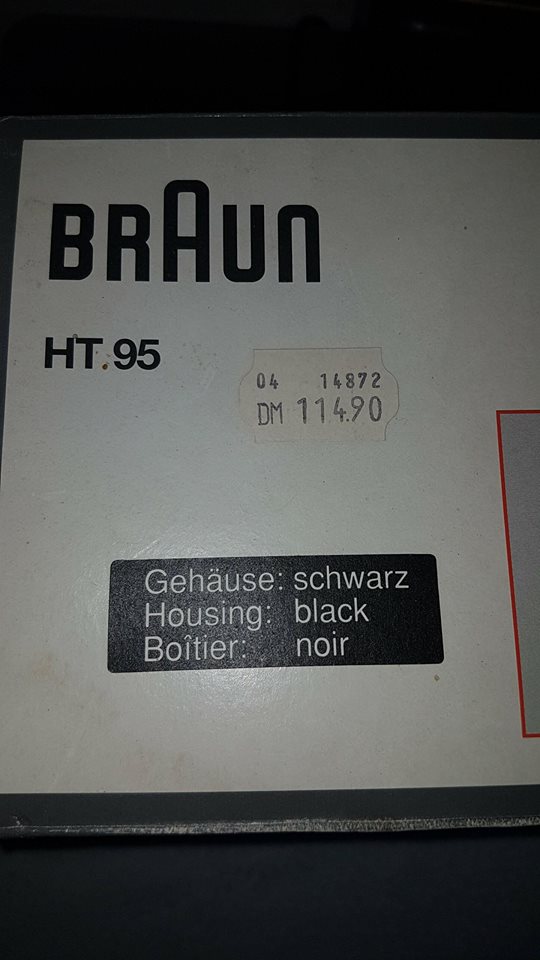 BRAUN
HT 95
04 14872
DM 114.90
Gehäuse: schwarz
Housing: black
Boîtier: noir